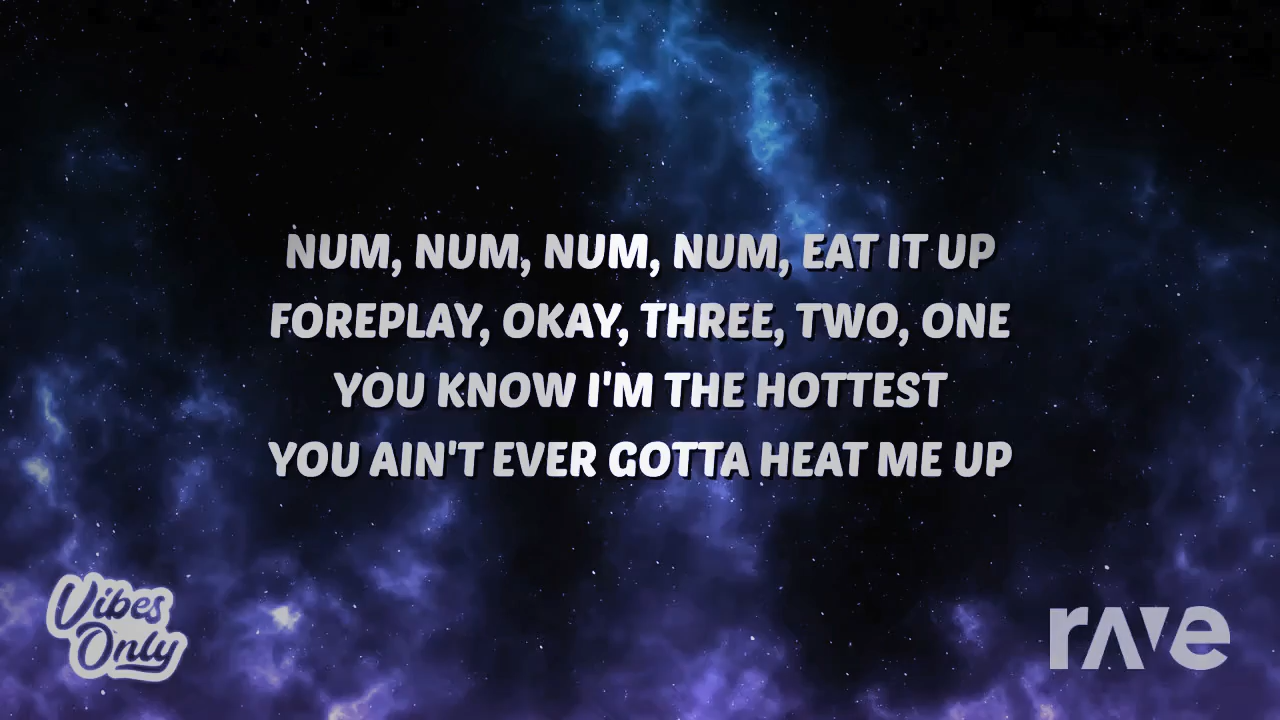 NUM, NUM, NUM, NUM, EAT IT UP
FOREPLAY, OKAY, THREE, TWO, ONE
YOU KNOW I'M THE HOTTEST
YOU AIN'T EVER GOTTA HEAT ME UP
Vibes
Only
rave